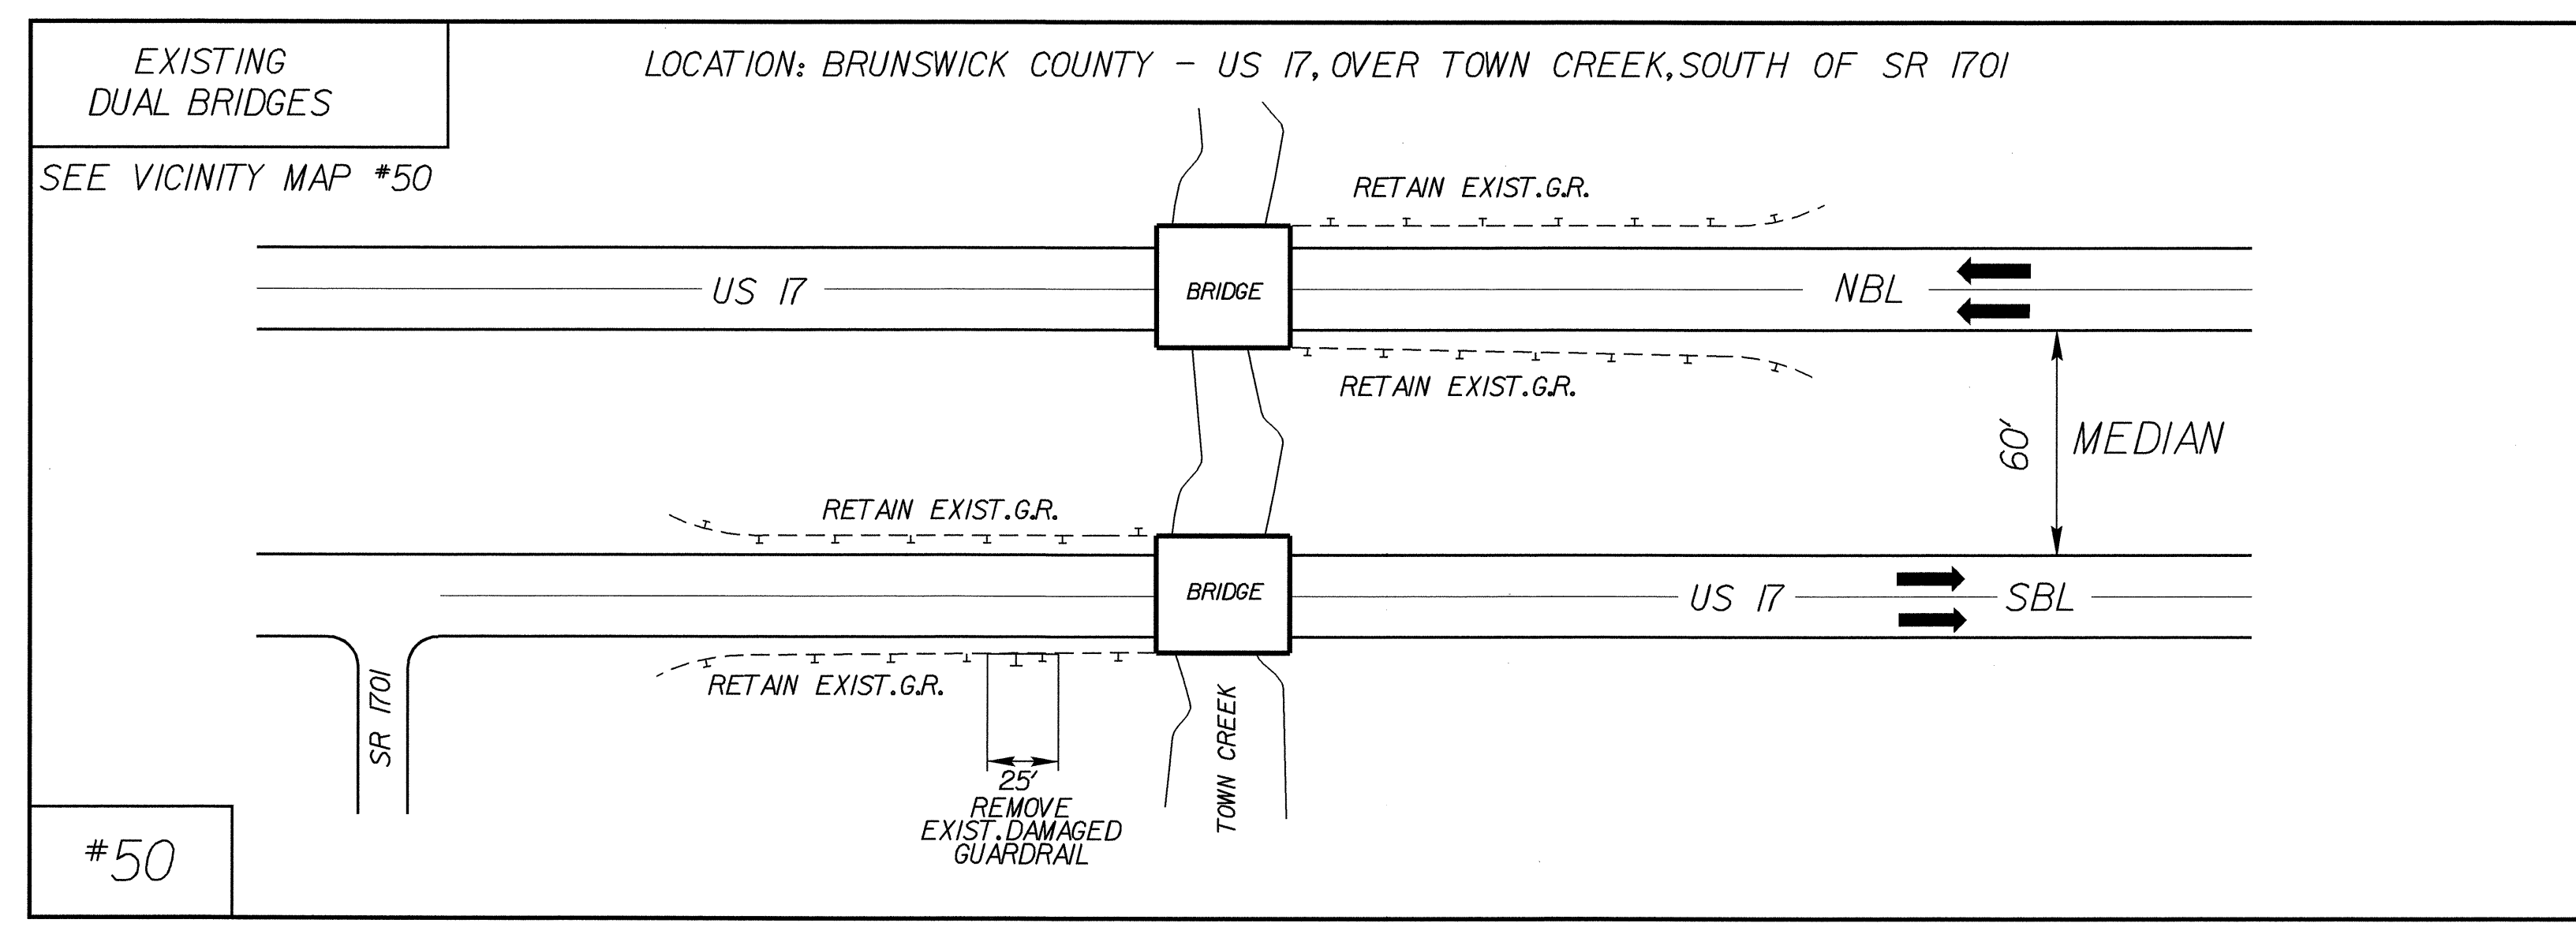 EXISTING
DUAL BRIDGES
LOCATION: BRUNSWICK COUNTY - US 17, OVER TOWN CREEK, SOUTH OF SR 1701
SEE VICINITY MAP #50
RETAIN EXIST. G.R.
US 17
BRIDGE
NBL
RETAIN EXIST. G.R.
60'
MEDIAN
RETAIN EXIST. G.R.
BRIDGE
US 17
SBL
SR 1701
RETAIN EXIST. G.R.
25'
REMOVE
EXIST. DAMAGED
GUARDRAIL
TOWN CREEK
#50